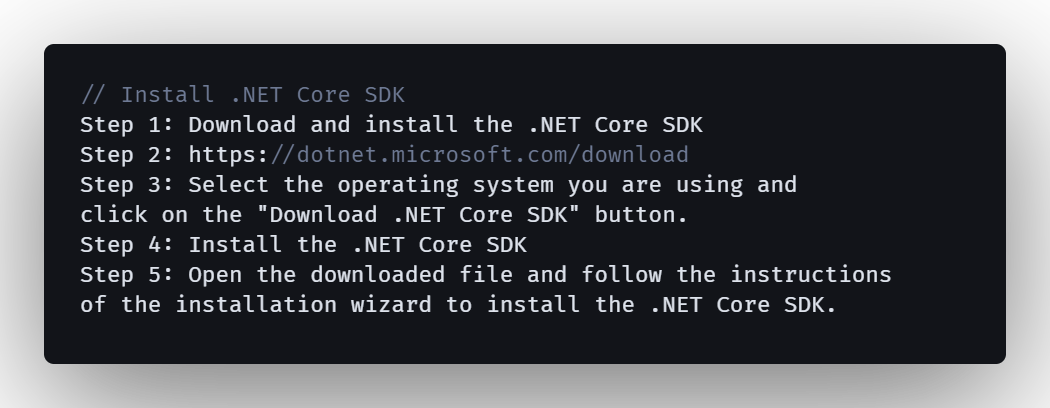 // Install .NET Core SDK
Step 1: Download and install the .NET Core SDK
Step 2: https://dotnet.microsoft.com/download
Step 3: Select the operating system you are using and
click on the "Download .NET Core SDK" button.
Step 4: Install the .NET Core SDK
Step 5: Open the downloaded file and follow the instructions
of the installation wizard to install the .NET Core SDK.